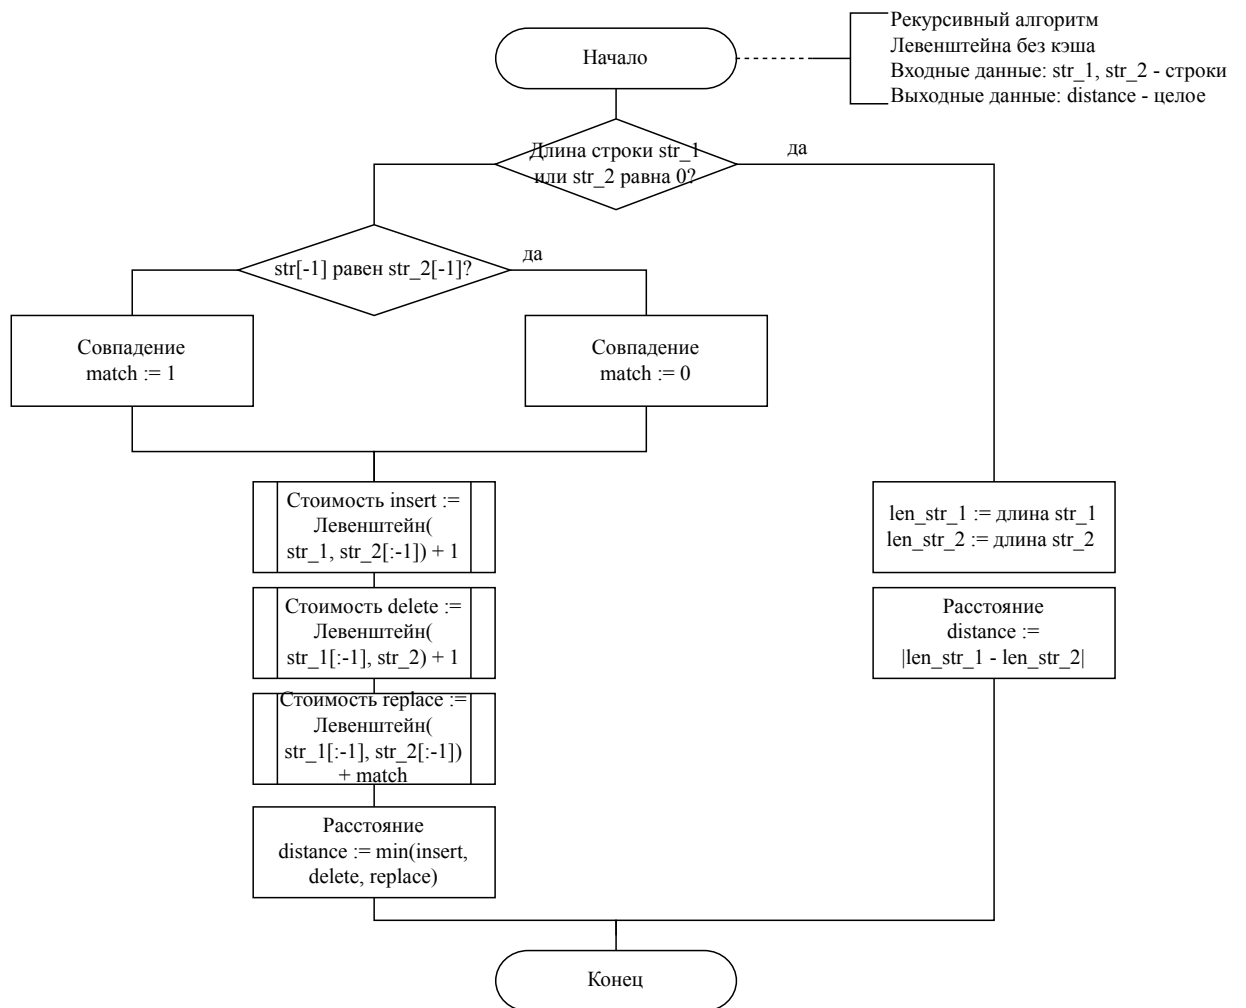 Начало
Рекурсивный алгоритм
Левенштейна без кэша
Входные данные: str_1, str_2 - строки
Выходные данные: distance - целое
Длина строки str_1
или str_2 равна 0?
да
str[-1] равен str_2[-1]?
да
Совпадение
match := 1
Совпадение
match := 0
Стоимость insert :=
Левенштейн(
str_1, str_2[:-1]) + 1
len_str_1 := длина str_1
len_str_2 := длина str_2
Стоимость delete :=
Левенштейн(
str_1[:-1], str_2) + 1
Расстояние
distance :=
|len_str_1 - len_str_2|
Стоимость replace :=
Левенштейн(
str_1[:-1], str_2[:-1])
+ match
Расстояние
distance := min(insert,
delete, replace)
Конец